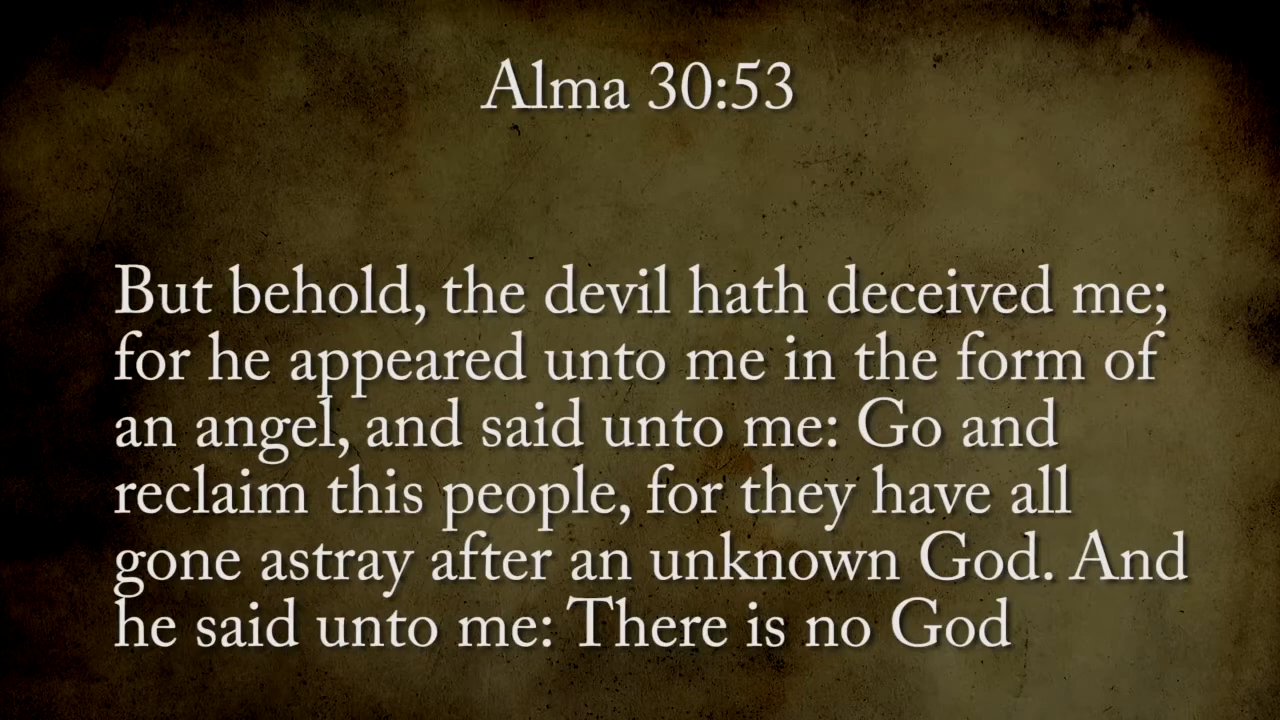 Alma 30:53
But behold, the devil hath deceived me;
for he appeared unto me in the form of
an angel, and said unto me: Go and
reclaim this people, for they have all
gone astray after an unknown God. And
he said unto me: There is no God